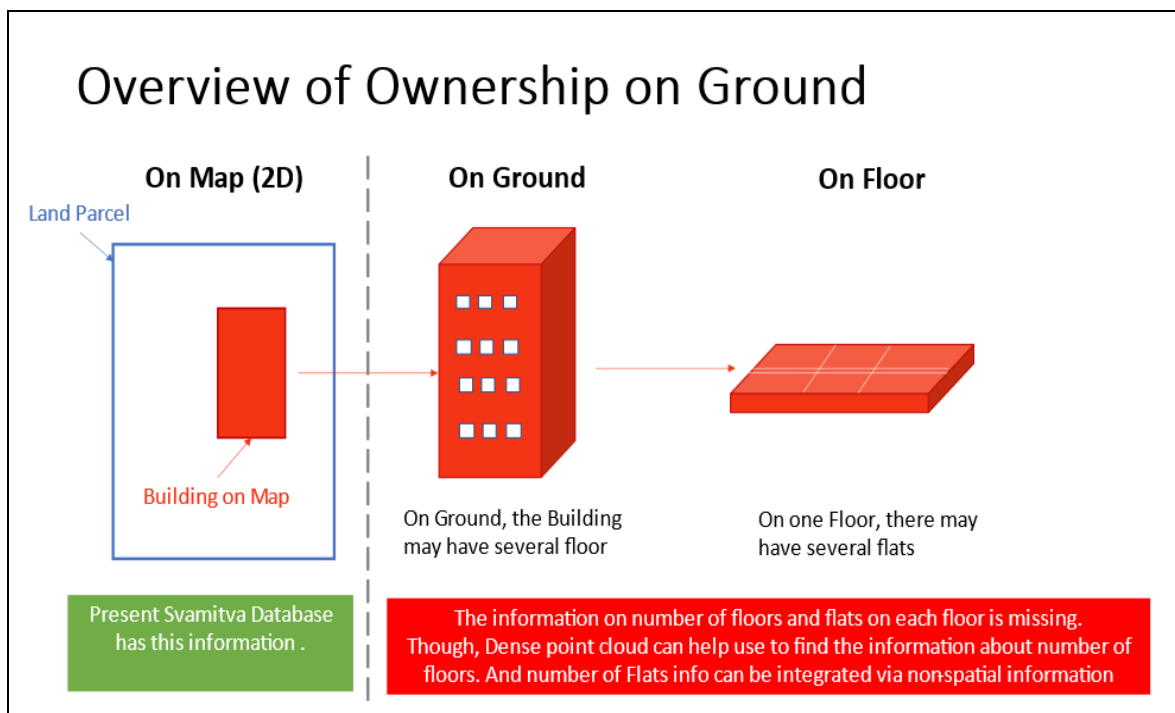 Overview of Ownership on Ground
On Map (2D)
Land Parcel
Building on Map
On Ground
On Ground, the Building
may have several floor
On Floor
On one Floor, there may
have several flats
Present Svamitva Database
has this information .
The information on number of floors and flats on each floor is missing.
Though, Dense point cloud can help use to find the information about number of
floors. And number of Flats info can be integrated via non-spatial information